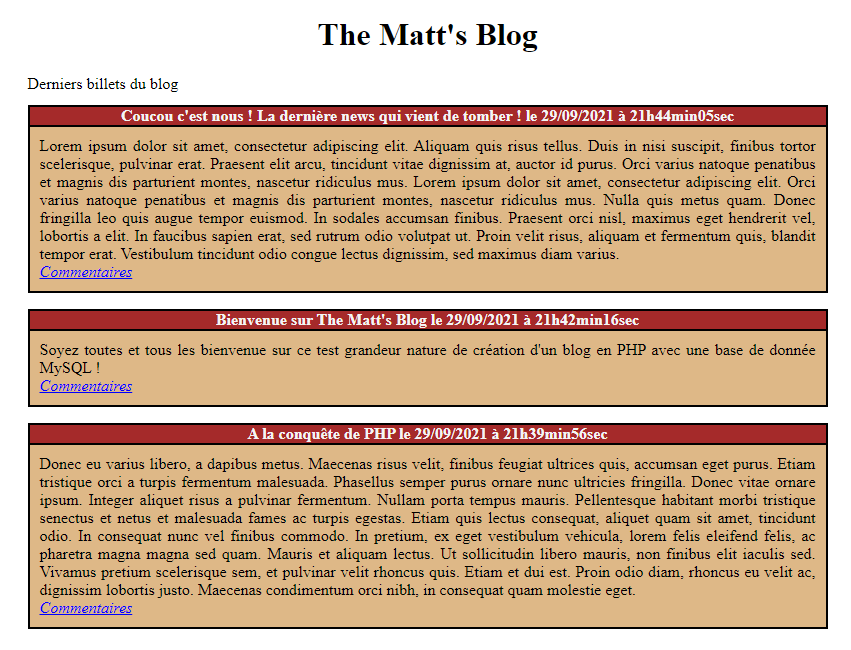 The Matt's Blog
Derniers billets du blog
Coucou c'est nous ! La dernière news qui vient de tomber ! le 29/09/2021 à 21h44min05sec
Lorem ipsum dolor sit amet, consectetur adipiscing elit. Aliquam quis risus tellus. Duis in nisi suscipit, finibus tortor
scelerisque, pulvinar erat. Praesent elit arcu, tincidunt vitae dignissim at, auctor id purus. Orci varius natoque penatibus
et magnis dis parturient montes, nascetur ridiculus mus. Lorem ipsum dolor sit amet, consectetur adipiscing elit. Orci
varius natoque penatibus et magnis dis parturient montes, nascetur ridiculus mus. Nulla quis metus quam. Donec
fringilla leo quis augue tempor euismod. In sodales accumsan finibus. Praesent orci nisl, maximus eget hendrerit vel,
lobortis a elit. In faucibus sapien erat, sed rutrum odio volutpat ut. Proin velit risus, aliquam et fermentum quis, blandit
tempor erat. Vestibulum tincidunt odio congue lectus dignissim, sed maximus diam varius.
Commentaires
Bienvenue sur The Matt's Blog le 29/09/2021 à 21h42min16sec
Soyez toutes et tous les bienvenue sur ce test grandeur nature de création d'un blog en PHP avec une base de donnée
MySQL !
Commentaires
A la conquête de PHP le 29/09/2021 à 21h39min56sec
Donec eu varius libero, a dapibus metus. Maecenas risus velit, finibus feugiat ultrices quis, accumsan eget purus. Etiam
tristique orci a turpis fermentum malesuada. Phasellus semper purus ornare nunc ultricies fringilla. Donec vitae ornare
ipsum. Integer aliquet risus a pulvinar fermentum. Nullam porta tempus mauris. Pellentesque habitant morbi tristique
senectus et netus et malesuada fames ac turpis egestas. Etiam quis lectus consequat, aliquet quam sit amet, tincidunt
odio. In consequat nunc vel finibus commodo. In pretium, ex eget vestibulum vehicula, lorem felis eleifend felis, ac
pharetra magna magna sed quam. Mauris et aliquam lectus. Ut sollicitudin libero mauris, non finibus elit iaculis sed.
Vivamus pretium scelerisque sem, et pulvinar velit rhoncus quis. Etiam et dui est. Proin odio diam, rhoncus eu velit ac,
dignissim lobortis justo. Maecenas condimentum orci nibh, in consequat quam molestie eget.
Commentaires